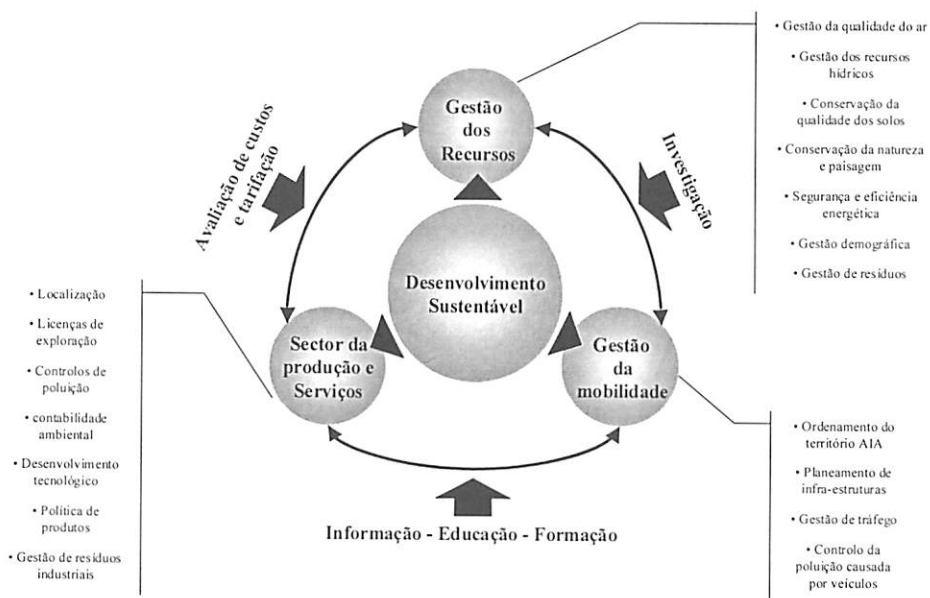 • Gestão da qualidade do ar
• Gestão dos recursos
hídricos
• Conservação da
qualidade dos solos
• Conservação da natureza
e paisagem
• Segurança e eficiência
energética
• Gestão demográfica
• Gestão de resíduos
Gestão
dos
Recursos
Avaliação de custos
e tarifação
Investigação
Desenvolvimento
Sustentável
Sector da
produção e
Serviços
Gestão
da
mobilidade
• Localização
• Licenças de
exploração
• Controlos de
poluição
• contabilidade
ambiental
• Desenvolvimento
tecnológico
• Política de
produtos
• Gestão de resíduos
industriais
• Ordenamento do
território AIA
• Planeamento de
infra-estruturas
• Gestão de tráfego
• Controlo da
poluição causada
por veículos
Informação - Educação - Formação